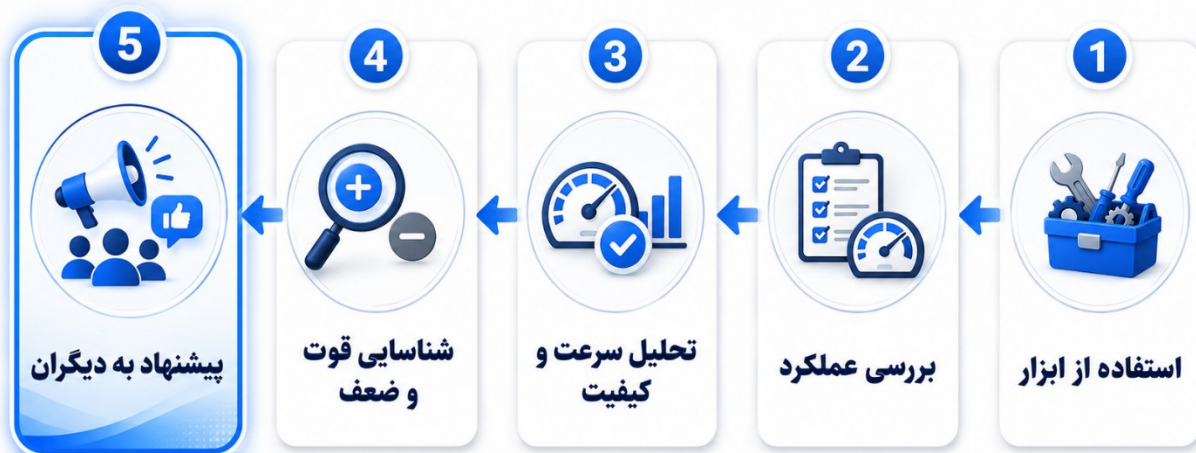 1
استفاده از ابزار
2
بررسی عملکرد
3
تحلیل سرعت و
کیفیت
4
شناسایی قوت
و ضعف
5
پیشنهاد به دیگران